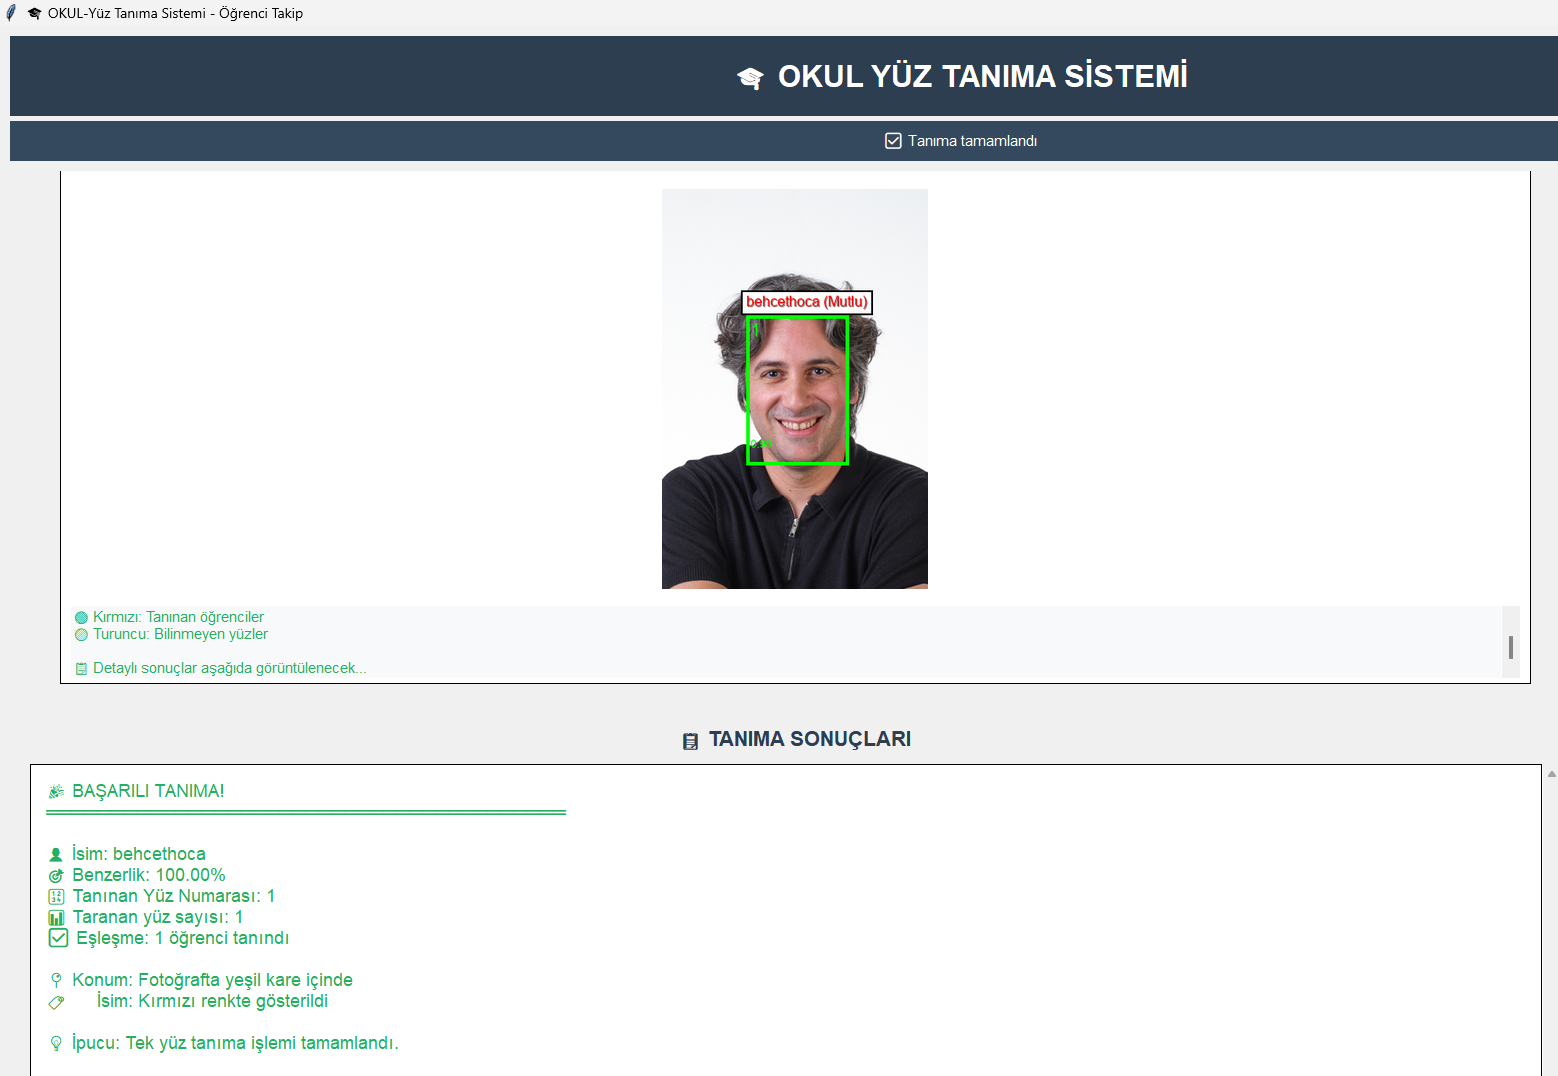 OKUL-Yüz Tanıma Sistemi - Öğrenci Takip
OKUL YÜZ TANIMA SİSTEMİ
Tanıma tamamlandı
behcethoca (Mutlu)
1
Kırmızı: Tanınan öğrenciler
Turuncu: Bilinmeyen yüzler
Detaylı sonuçlar aşağıda görüntülenecek...
TANIMA SONUÇLARI
BAŞARILI TANIMA!
İsim: behcethoca
Benzerlik: 100.00%
Tanınan Yüz Numarası: 1
Taranan yüz sayısı: 1
Eşleşme: 1 öğrenci tanındı
Konum: Fotoğrafta yeşil kare içinde
İsim: Kırmızı renkte gösterildi
İpucu: Tek yüz tanıma işlemi tamamlandı.